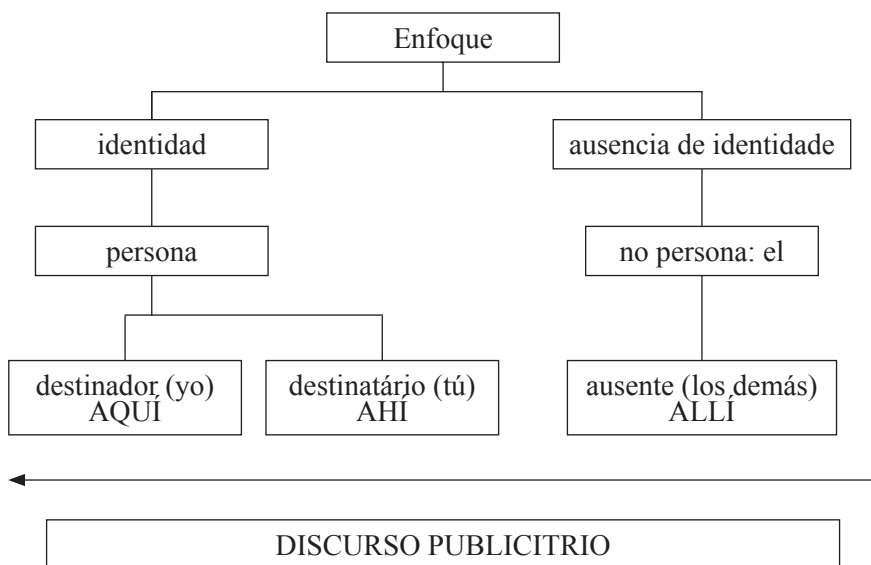 Enfoque
identidad
ausencia de identidade
persona
no persona: el
destinador (yo)
AQUÍ
destinatário (tú)
AHÍ
ausente (los demás)
ALLÍ
DISCURSO PUBLICITRIO